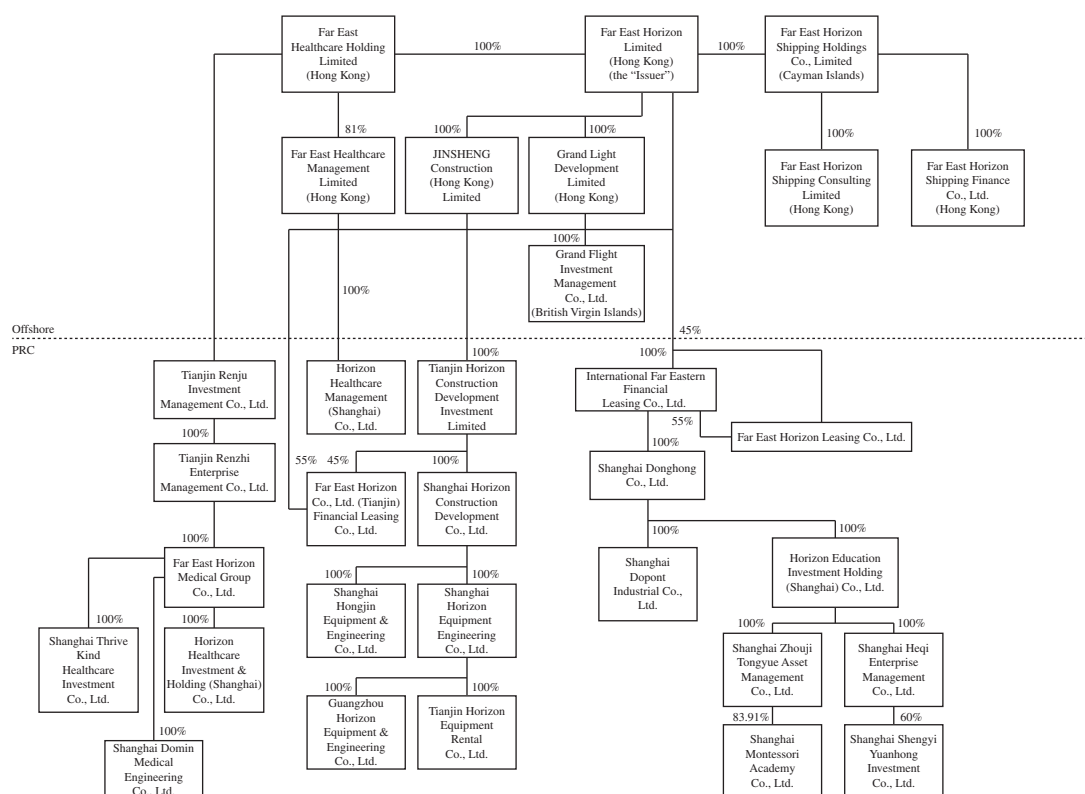 Far East
Healthcare Holding
Limited
(Hong Kong)
100%
Far East Horizon
Limited
(Hong Kong)
(the “Issuer”)
100%
Far East Horizon
Shipping Holdings
Co., Limited
(Cayman Islands)
81%
100%
100%
100%
100%
Far East Healthcare
Management
Limited
(Hong Kong)
JINSHENG
Construction
(Hong Kong)
Limited
Grand Light
Development
Limited
(Hong Kong)
Far East Horizon
Shipping Consulting
Limited
(Hong Kong)
Far East Horizon
Shipping Finance
Co., Ltd.
(Hong Kong)
100%
Grand Flight
Investment
Management
Co., Ltd.
(British Virgin Islands)
100%
Offshore
45%
PRC
100%
100%
Tianjin Renju
Investment
Management Co., Ltd.
Horizon
Healthcare
Management
(Shanghai)
Co., Ltd.
Tianjin Horizon
Construction
Development
Investment
Limited
International Far Eastern
Financial
Leasing Co., Ltd.
55%
Far East Horizon Leasing Co., Ltd.
100%
100%
Tianjin Renzhi
Enterprise
Management Co., Ltd.
55%
45%
100%
Far East Horizon
Co., Ltd. (Tianjin)
Financial Leasing
Co., Ltd.
Shanghai Horizon
Construction
Development
Co., Ltd.
Shanghai Donghong
Co., Ltd.
100%
100%
100%
Far East Horizon
Medical Group
Co., Ltd.
100%
100%
Shanghai
Hongjin
Equipment &
Engineering
Co., Ltd.
Shanghai
Horizon
Equipment
Engineering
Co., Ltd.
Shanghai
Dopont
Industrial Co.,
Ltd.
Horizon Education
Investment Holding
(Shanghai) Co., Ltd.
100%
100%
100%
100%
Shanghai Thrive
Kind
Healthcare
Investment
Co., Ltd.
Horizon
Healthcare
Investment &
Holding (Shanghai)
Co., Ltd.
Shanghai Zhouji
Tongyue Asset
Management
Co., Ltd.
Shanghai Heqi
Enterprise
Management
Co., Ltd.
100%
100%
Guangzhou
Horizon
Equipment &
Engineering
Co., Ltd.
Tianjin Horizon
Equipment
Rental
Co., Ltd.
83.91%
60%
100%
Shanghai Domin
Medical
Engineering
Co., Ltd.
Shanghai
Montessori
Academy
Co., Ltd.
Shanghai Shengyi
Yuanhong
Investment
Co., Ltd.